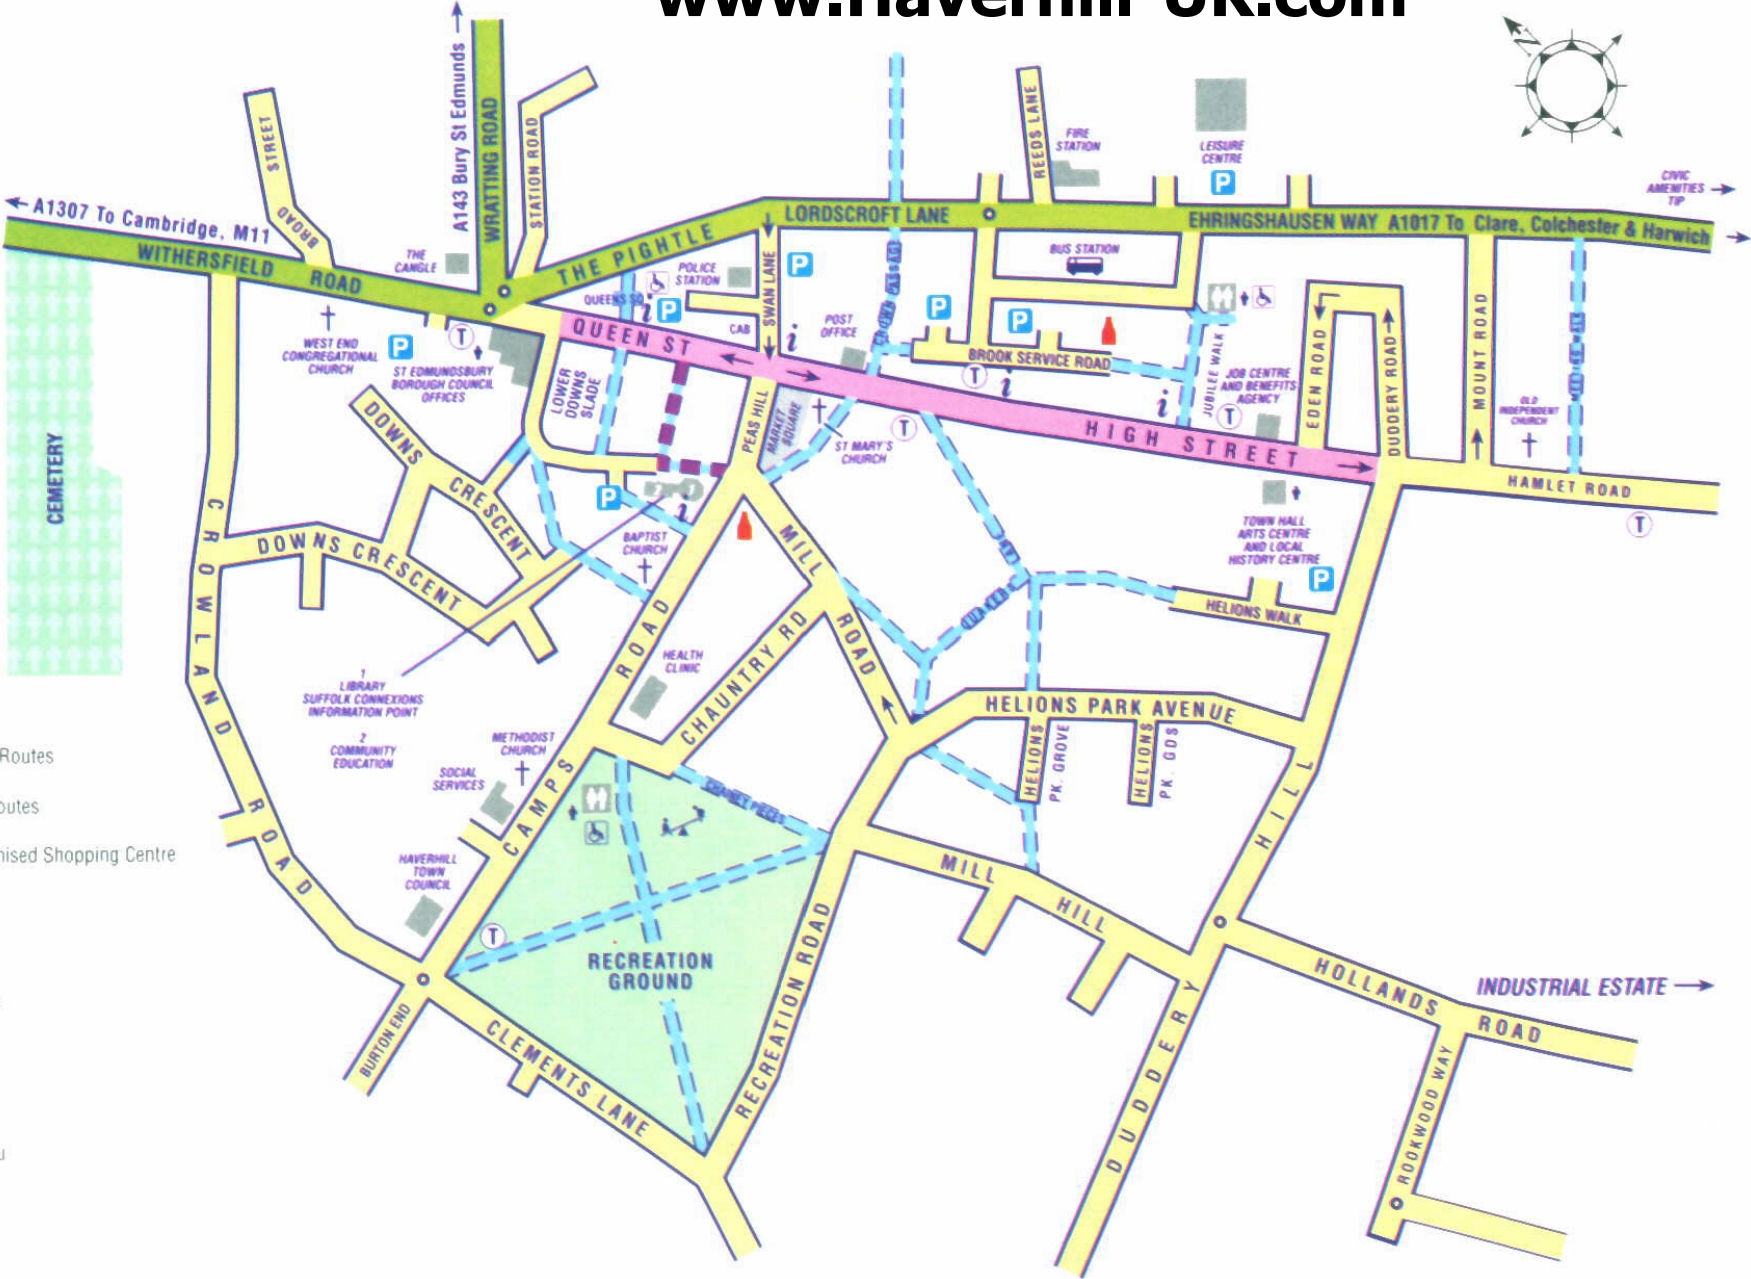 www.Haverhill-UK.com
A143 Bury St Edmunds
WRATTING ROAD
STATION ROAD
BROAD
STREET
A1307 To Cambridge, M11
WITHERSFIELD ROAD
THE CANGLE
THE PIGHTLE
LORDSCROFT LANE
REEDS LANE
FIRE
STATION
LEISURE
CENTRE
P
N
CIVIC
AMENITIES
TIP
EHRINGSHAUSEN WAY A1017 To Clare, Colchester & Harwich
BUS STATION
POLICE
STATION
QUEENS SQ
i
P
SWAN LANE
P
CAB
i
POST
OFFICE
P
P
BROOK SERVICE ROAD
T
i
JUBILEE WALK
i
T
JOB CENTRE
AND BENEFITS
AGENCY
EDEN ROAD
DUDDERY ROAD
MOUNT ROAD
OLD
INDEPENDENT
CHURCH
HAMLET ROAD
T
WEST END
CONGREGATIONAL
CHURCH
P
T
ST EDMUNDSBURY
BOROUGH COUNCIL
OFFICES
QUEEN ST
HIGH STREET
LOWER
DOWNS
SLADE
PEAS HILL
MARKET
SQUARE
ST MARY'S
CHURCH
T
CEMETERY
CROWLAND ROAD
DOWNS CRESCENT
DOWNS CRESCENT
P
2
1
i
BAPTIST
CHURCH
TOWN HALL
ARTS CENTRE
AND LOCAL
HISTORY CENTRE
P
HELIONS WALK
MILL ROAD
CHAUNTRY RD
HEALTH
CLINIC
1
LIBRARY
SUFFOLK CONNEXIONS
INFORMATION POINT
2
COMMUNITY
EDUCATION
METHODIST
CHURCH
SOCIAL
SERVICES
CAMPS ROAD
HAVERHILL
TOWN
COUNCIL
T
HELIONS PARK AVENUE
HELIONS
PK. GROVE
HELIONS
PK. GDS
MILL HILL
DUDDERY HILL
HOLLANDS ROAD
INDUSTRIAL ESTATE
ROOKWOOD WAY
RECREATION
GROUND
RECREATION ROAD
CLEMENTS LANE
BURTON END
Routes
Shopping Centre